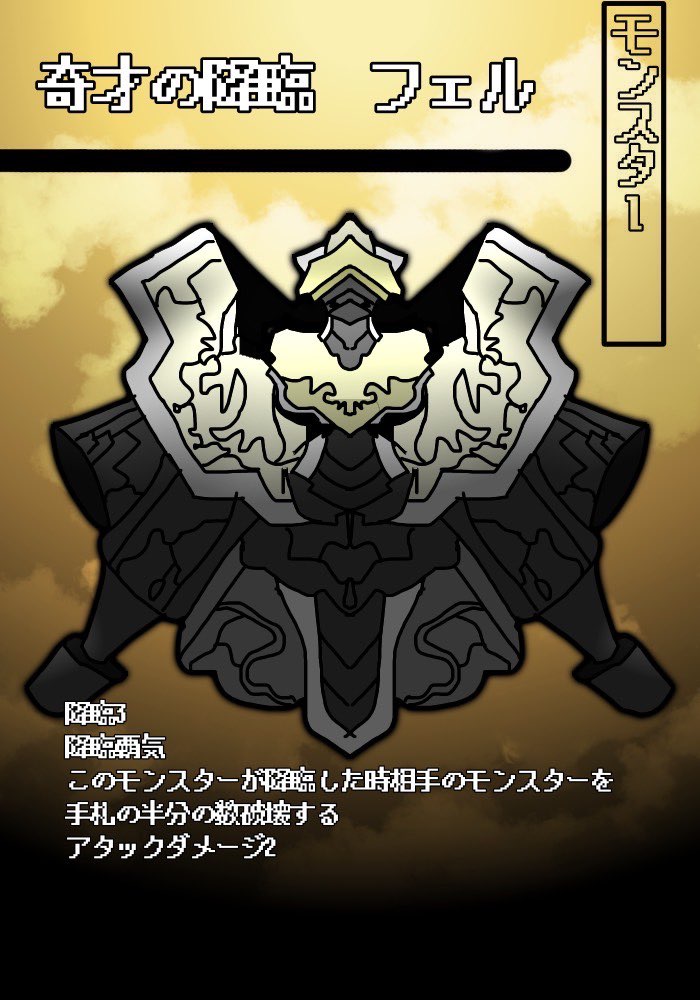 奇才の降臨　フェル
モンスター
降臨3
降臨覇気
このモンスターが降臨した時相手のモンスターを
手札の半分の数破壊する
アタックダメージ2